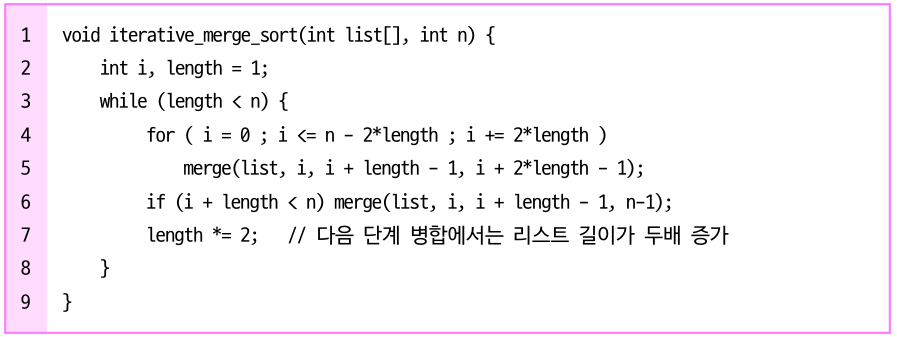 1 void iterative_merge_sort(int list[], int n) {
2 int i, length = 1;
3 while (length < n) {
4 for ( i = 0 ; i <= n - 2*length ; i += 2*length )
5 merge(list, i, i + length - 1, i + 2*length - 1);
6 if (i + length < n) merge(list, i, i + length - 1, n-1);
7 length *= 2; // 다음 단계 병합에서는 리스트 길이가 두배 증가
8 }
9 }